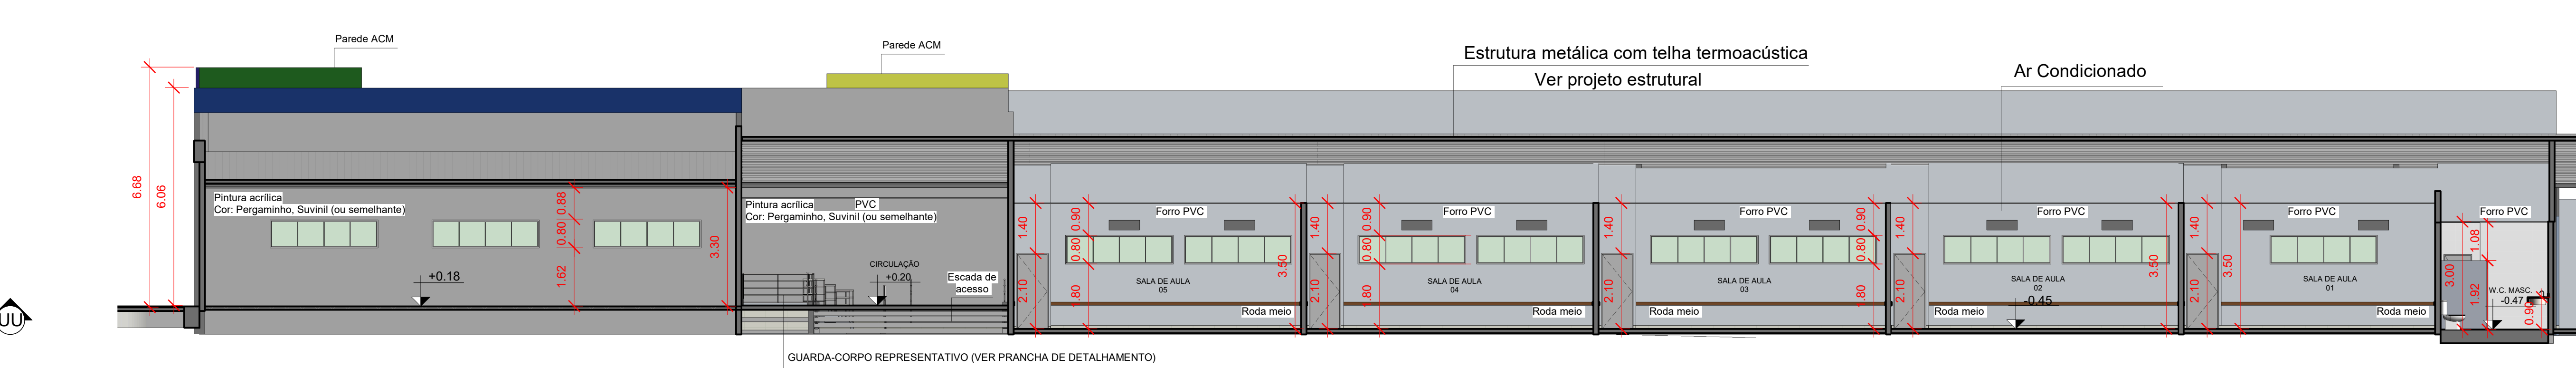 Parede ACM
Parede ACM
Estrutura metálica com telha termoacústica
Ver projeto estrutural
Ar Condicionado
6.68
6.06
Pintura acrílica
Cor: Pergaminho, Suvinil (ou semelhante)
0.88
0.80
1.62
3.30
+0.18
Pintura acrílica
PVC
Cor: Pergaminho, Suvinil (ou semelhante)
CIRCULAÇÃO
+0.20
Escada de
acesso
1.40
2.10
0.90
0.80
1.80
Forro PVC
SALA DE AULA
05
3.50
Roda meio
1.40
2.10
0.90
0.80
1.80
Forro PVC
SALA DE AULA
04
Roda meio
1.40
2.10
Forro PVC
SALA DE AULA
03
Roda meio
0.90
0.80
1.80
1.40
2.10
Forro PVC
SALA DE AULA
02
-0.45
Roda meio
3.50
1.40
2.10
3.50
Forro PVC
SALA DE AULA
01
Roda meio
Forro PVC
3.00
1.08
1.92
W.C. MASC.
-0.47
0.90
UU
GUARDA-CORPO REPRESENTATIVO (VER PRANCHA DE DETALHAMENTO)